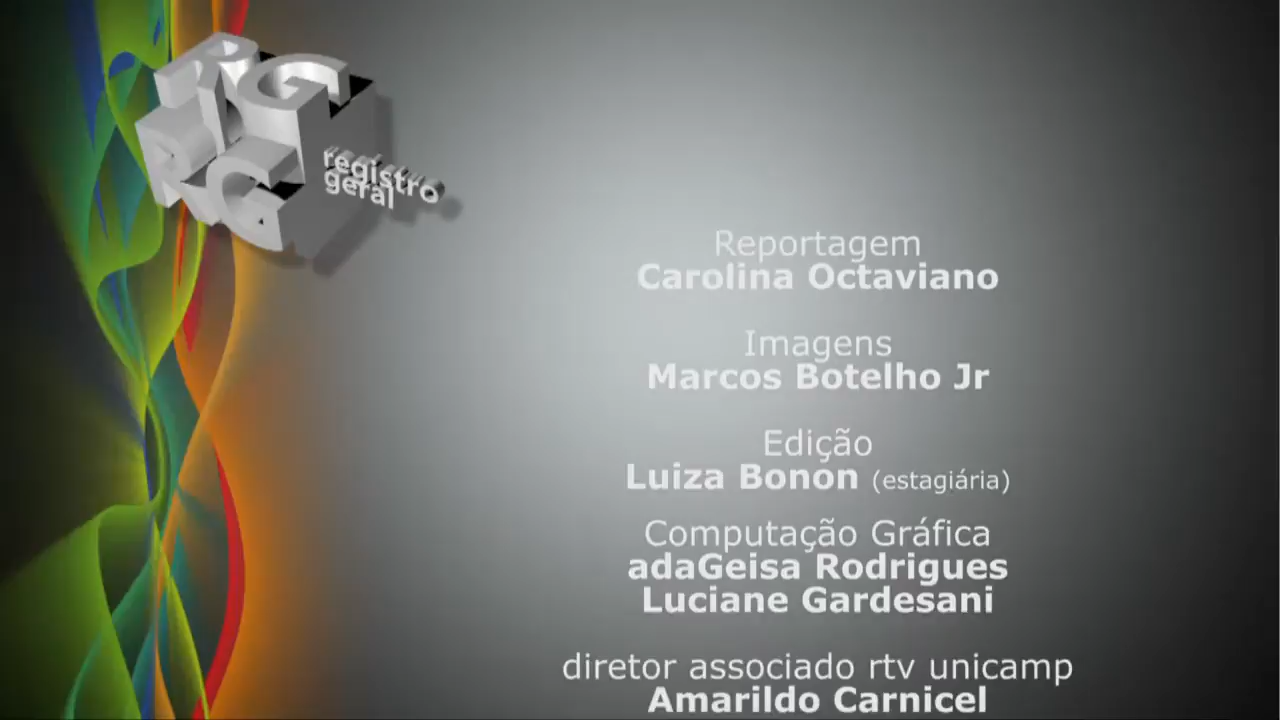 RG
RG
registro
geral
Reportagem
Carolina Octaviano
Imagens
Marcos Botelho Jr
Edição
Luiza Bonon (estagiária)
Computação Gráfica
adaGeisa Rodrigues
Luciane Gardesani
diretor associado rtv unicamp
Amarildo Carnicel